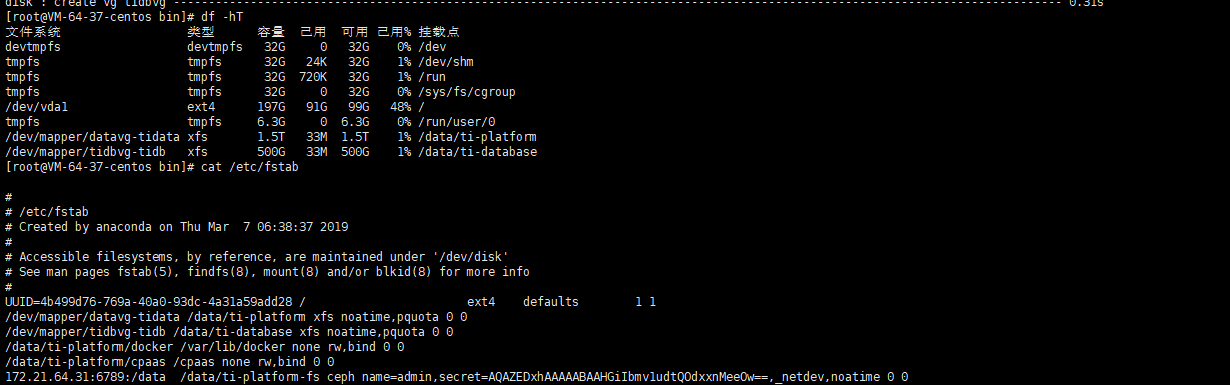 disk : create vg tidbvg --------------------------------------------------------------------------------------------------------------------------------- 0.31s
[root@VM-64-37-centos bin]# df -hT
文件系统 类型 容量 已用 可用 已用% 挂载点
devtmpfs devtmpfs 32G 0 32G 0% /dev
tmpfs tmpfs 32G 24K 32G 1% /dev/shm
tmpfs tmpfs 32G 720K 32G 1% /run
tmpfs tmpfs 32G 0 32G 0% /sys/fs/cgroup
/dev/vda1 ext4 197G 91G 99G 48% /
tmpfs tmpfs 6.3G 0 6.3G 0% /run/user/0
/dev/mapper/datavg-tidata xfs 1.5T 33M 1.5T 1% /data/ti-platform
/dev/mapper/tidbvg-tidb xfs 500G 33M 500G 1% /data/ti-database
[root@VM-64-37-centos bin]# cat /etc/fstab
#
# /etc/fstab
# Created by anaconda on Thu Mar 7 06:38:37 2019
#
# Accessible filesystems, by reference, are maintained under '/dev/disk'
# See man pages fstab(5), findfs(8), mount(8) and/or blkid(8) for more info
#
UUID=4b499d76-769a-40a0-93dc-4a31a59add28 / ext4 defaults 1 1
/dev/mapper/datavg-tidata /data/ti-platform xfs noatime,pquota 0 0
/dev/mapper/tidbvg-tidb /data/ti-database xfs noatime,pquota 0 0
/data/ti-platform/docker /var/lib/docker none rw,bind 0 0
/data/ti-platform/cpaas /cpaas none rw,bind 0 0
172.21.64.31:6789:/data /data/ti-platform-fs ceph name=admin,secret=AQAZEDxhAAAAABAAHGiIbmv1udtQOdxxnMeeOw==,_netdev,noatime 0 0